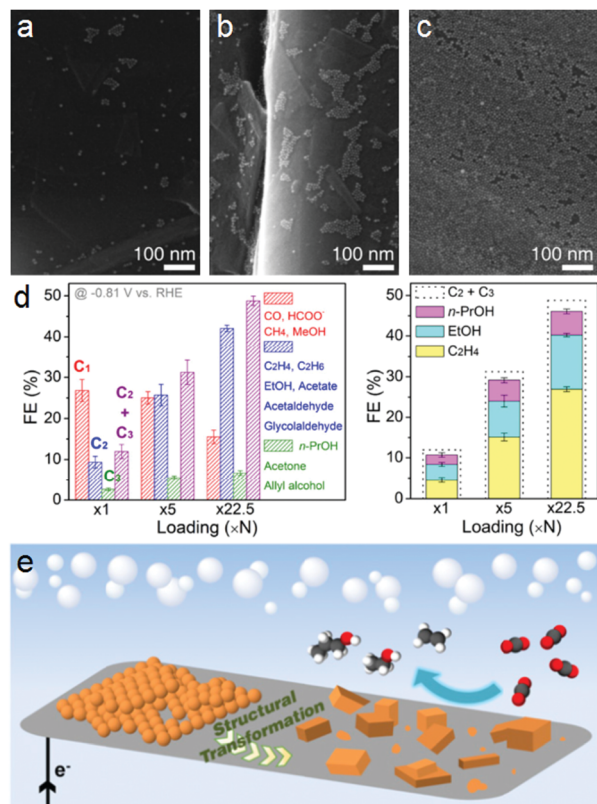 a
b
c
100 nm
100 nm
100 nm
d
@ -0.81 V vs. RHE
FE (%)
50
40
30
20
10
0
C₁
C₂
C₃
C₂
+
C₃
x1
x5
x22.5
Loading (×N)
CO, HCOO⁻
CH₄, MeOH
C₂H₄, C₂H₆
EtOH, Acetate
Acetaldehyde
Glycolaldehyde
n-PrOH
Acetone
Allyl alcohol
FE (%)
50
40
30
20
10
0
C₂ + C₃
n-PrOH
EtOH
C₂H₄
x1
x5
x22.5
Loading (×N)
e
Structural
Transformation
e⁻